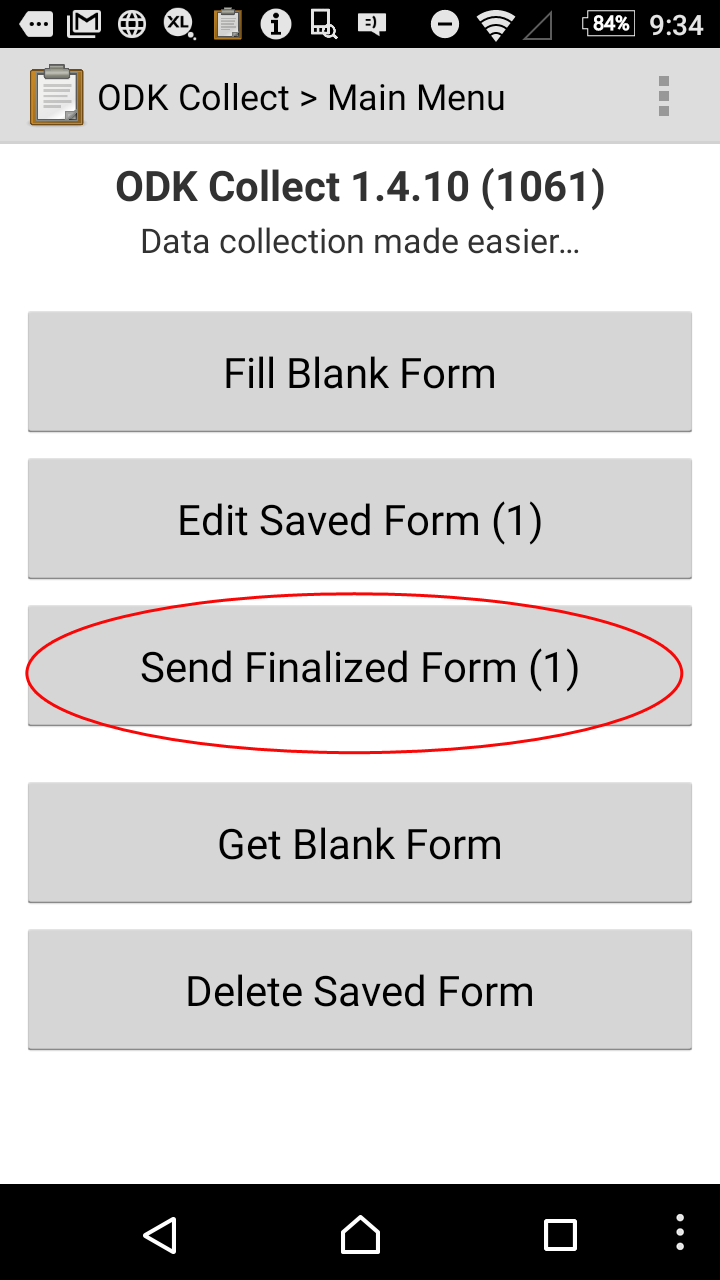 XL
84% 9:34
ODK Collect > Main Menu
ODK Collect 1.4.10 (1061)
Data collection made easier...
Fill Blank Form
Edit Saved Form (1)
Send Finalized Form (1)
Get Blank Form
Delete Saved Form